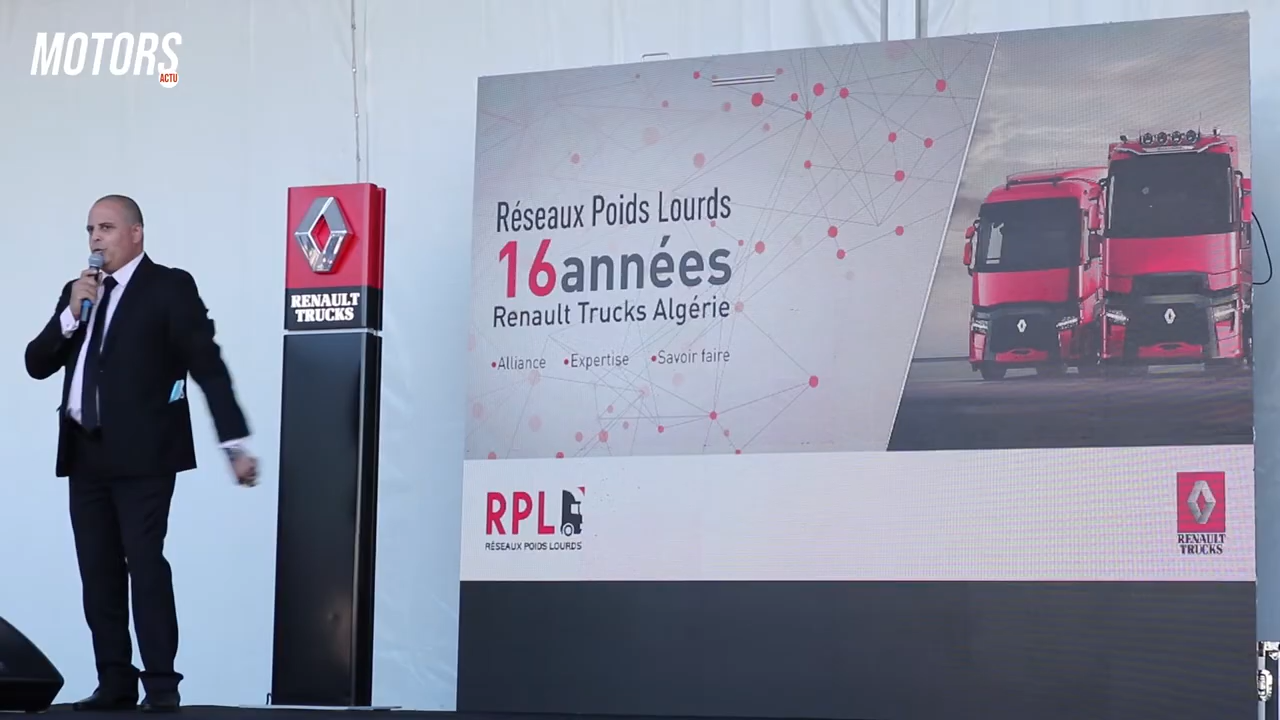 MOTORS
ACTU
RENAULT
TRUCKS
Réseaux Poids Lourds
16années
Renault Trucks Algérie
•Alliance •Expertise •Savoir faire
RPL
RÉSEAUX POIDS LOURDS
RENAULT
TRUCKS